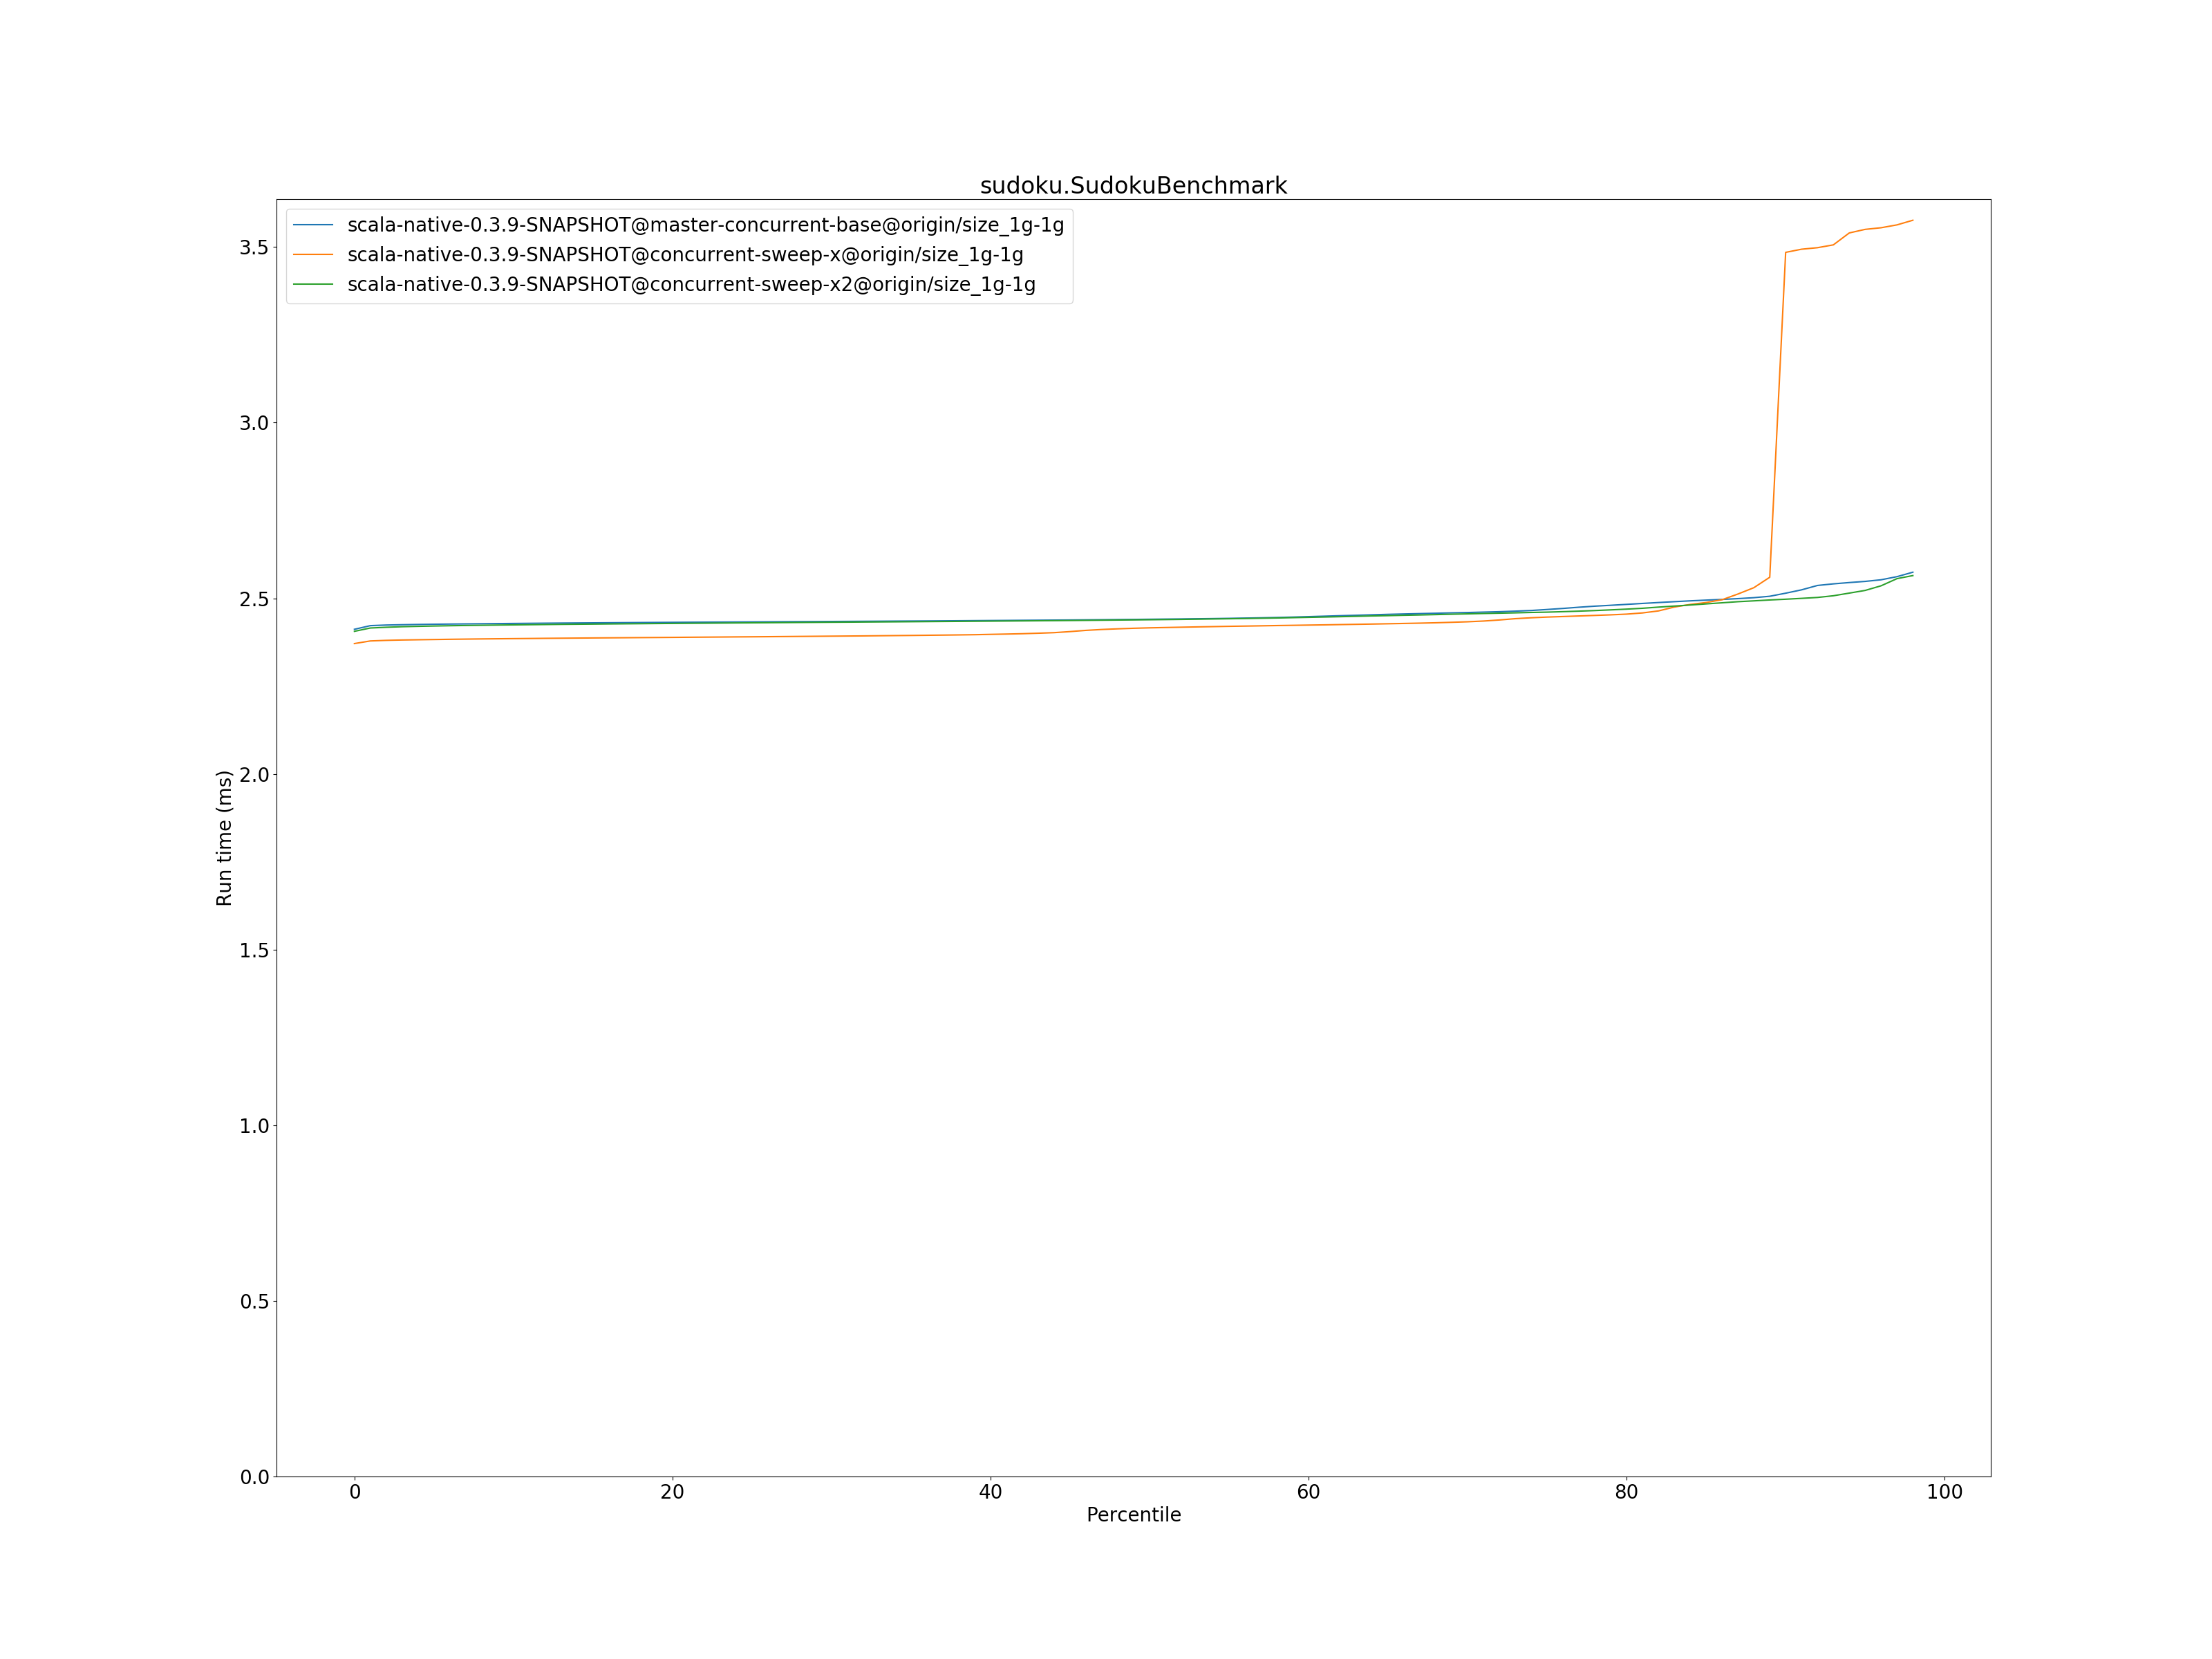 sudoku.SudokuBenchmark
scala-native-0.3.9-SNAPSHOT@master-concurrent-base@origin/size_1g-1g
scala-native-0.3.9-SNAPSHOT@concurrent-sweep-x@origin/size_1g-1g
scala-native-0.3.9-SNAPSHOT@concurrent-sweep-x2@origin/size_1g-1g
3.5
3.0
2.5
2.0
1.5
1.0
0.5
0.0
Run time (ms)
0 20 40 60 80 100
Percentile